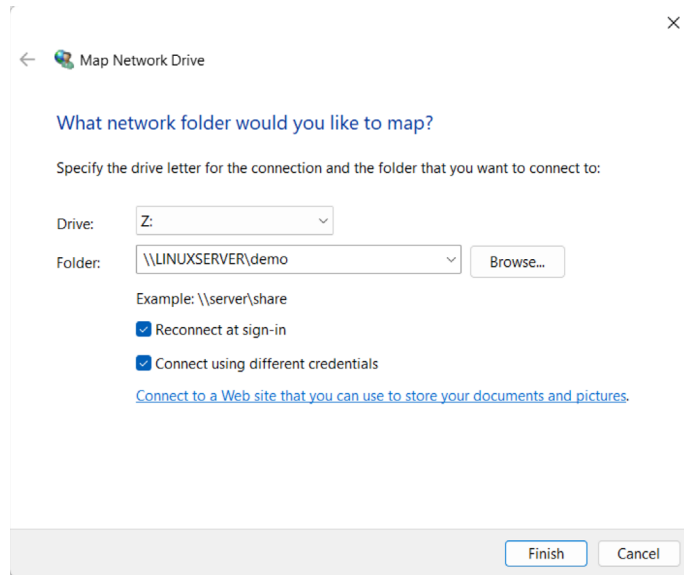 Map Network Drive
What network folder would you like to map?
Specify the drive letter for the connection and the folder that you want to connect to:
Drive: Z:
Folder: \\LINUXSERVER\demo Browse...
Example: \\server\share
Reconnect at sign-in
Connect using different credentials
Connect to a Web site that you can use to store your documents and pictures.
Finish Cancel